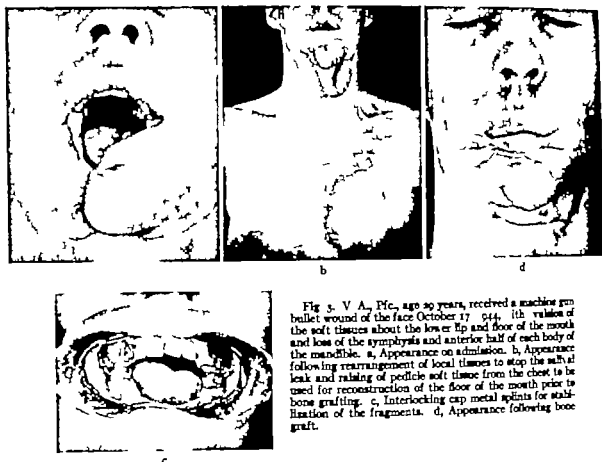 b
d
Fig 3. V A., Pfc., age 29 years, received a machine gun
bullet wound of the face October 17 944, ith vulsion of
the soft tissues about the lower lip and floor of the mouth
and loss of the symphysis and anterior half of each body of
the mandible. a, Appearance on admission. b, Appearance
following rearrangement of local tissues to stop the
leak and raising of pedicle soft tissue from the chest to be
used for reconstruction of the floor of the mouth prior to
bone grafting. c, Interlocking cap metal splints for stabi-
lization of the fragments. d, Appearance following bone
graft.